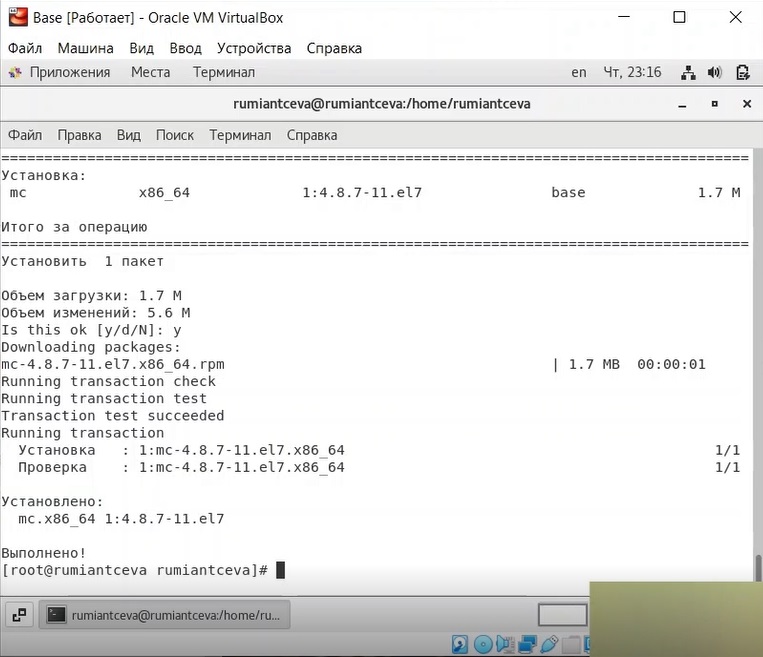 Base [Работает] - Oracle VM VirtualBox
Файл Машина Вид Ввод Устройства Справка
Приложения Места Терминал en Чт, 23:16
rumiantceva@rumiantceva:/home/rumiantceva
Файл Правка Вид Поиск Терминал Справка
================================================================================
Установка:
mc x86_64 1:4.8.7-11.el7 base 1.7 M
Итого за операцию
================================================================================
Установить 1 пакет
Объем загрузки: 1.7 M
Объем изменений: 5.6 M
Is this ok [y/d/N]: y
Downloading packages:
mc-4.8.7-11.el7.x86_64.rpm | 1.7 MB 00:00:01
Running transaction check
Running transaction test
Transaction test succeeded
Running transaction
Установка : 1:mc-4.8.7-11.el7.x86_64 1/1
Проверка : 1:mc-4.8.7-11.el7.x86_64 1/1
Установлено:
mc.x86_64 1:4.8.7-11.el7
Выполнено!
[root@rumiantceva rumiantceva]#
rumiantceva@rumiantceva:/home/ru...